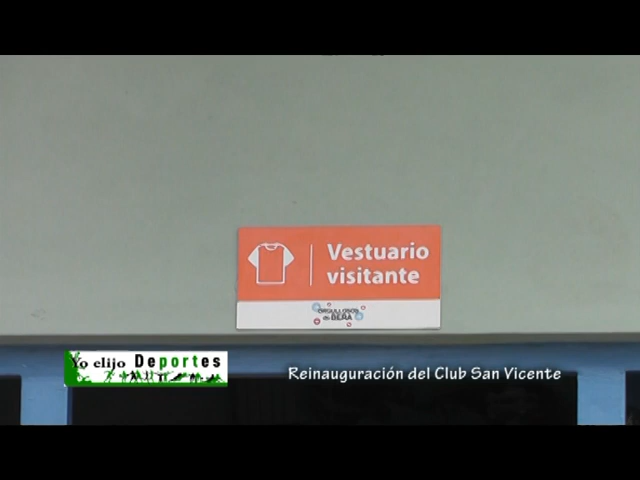 Vestuario
visitante
ORGULLOSOS
de BERA
Yo elijo Deportes
Reinauguración del Club San Vicente